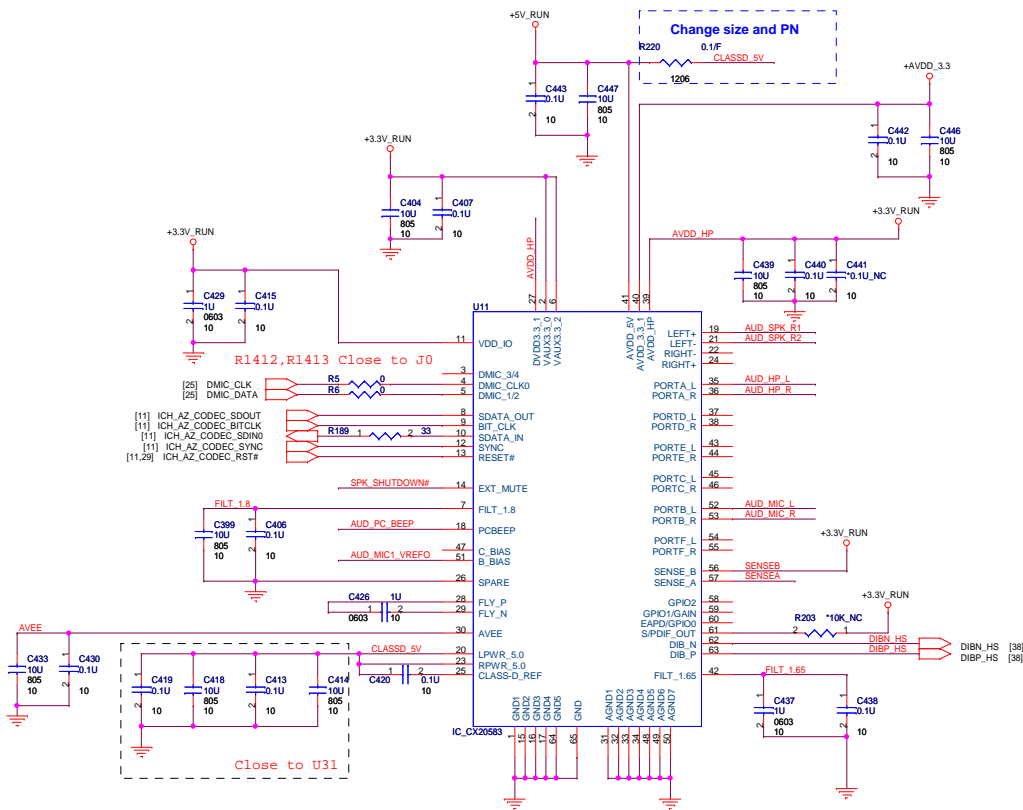 +5V_RUN
Change size and PN
R220 0.1/F
CLASSD_5V
1206
+AVDD_3.3
C443 0.1U 10
C447 10U 805 10
C442 0.1U 10
C446 10U 805 10
+3.3V_RUN
C404 10U 805 10
C407 0.1U 10
+3.3V_RUN
AVDD_HP
C439 10U 805 10
C440 0.1U 10
C441 *0.1U_NC 10
+3.3V_RUN
C429 1U 0603 10
C415 0.1U 10
AVDD_HP
27 2 6 41 40 39
U11
DVDD3.3_1 VAUX3.3_0 VAUX3.3_2 AVDD_5V AVDD_3.3_1 AVDD_HP
11 VDD_IO
R1412,R1413 Close to J0
3 DMIC_3/4
[25] DMIC_CLK R5 0 4 DMIC_CLK0
[25] DMIC_DATA R6 0 5 DMIC_1/2
[11] ICH_AZ_CODEC_SDOUT 8 SDATA_OUT
[11] ICH_AZ_CODEC_BITCLK 9 BIT_CLK
[11] ICH_AZ_CODEC_SDIN0 R189 1 2 33 10 SDATA_IN
[11] ICH_AZ_CODEC_SYNC 12 SYNC
[11,29] ICH_AZ_CODEC_RST# 13 RESET#
SPK_SHUTDOWN# 14 EXT_MUTE
FILT_1.8 7 FILT_1.8
C399 10U 805 10
C406 0.1U 10
AUD_PC_BEEP 18 PCBEEP
47 C_BIAS
AUD_MIC1_VREFO 51 B_BIAS
26 SPARE
C426 1U 0603 1 2 10
28 FLY_P
29 FLY_N
AVEE 30 AVEE
C433 10U 805 10
C430 0.1U 10
CLASSD_5V 20 LPWR_5.0
23 RPWR_5.0
C420 1 2 0.1U 10 25 CLASS-D_REF
C419 0.1U 10
C418 10U 805 10
C413 0.1U 10
C414 10U 805 10
Close to U31
LEFT+ 19 AUD_SPK_R1
LEFT- 21 AUD_SPK_R2
RIGHT- 22
RIGHT+ 24
PORTA_L 35 AUD_HP_L
PORTA_R 36 AUD_HP_R
PORTD_L 37
PORTD_R 38
PORTE_L 43
PORTE_R 44
PORTC_L 45
PORTC_R 46
PORTB_L 52 AUD_MIC_L
PORTB_R 53 AUD_MIC_R
PORTF_L 54
PORTF_R 55
+3.3V_RUN
SENSE_B 56 SENSEB
SENSE_A 57 SENSEA
+3.3V_RUN
GPIO2 58
GPIO1/GAIN 59
EAPD/GPIO0 60
S/PDIF_OUT 61 R203 *10K_NC 2 1
DIB_N 62 DIBN_HS DIBN_HS [38]
DIB_P 63 DIBP_HS DIBP_HS [38]
FILT_1.65 42 FILT_1.65
C437 1U 0603 10
C438 0.1U 10
GND1 GND2 GND3 GND4 GND5 GND AGND1 AGND2 AGND3 AGND4 AGND5 AGND6 AGND7
IC_CX20583
1 15 16 17 64 65 31 32 33 34 48 49 50